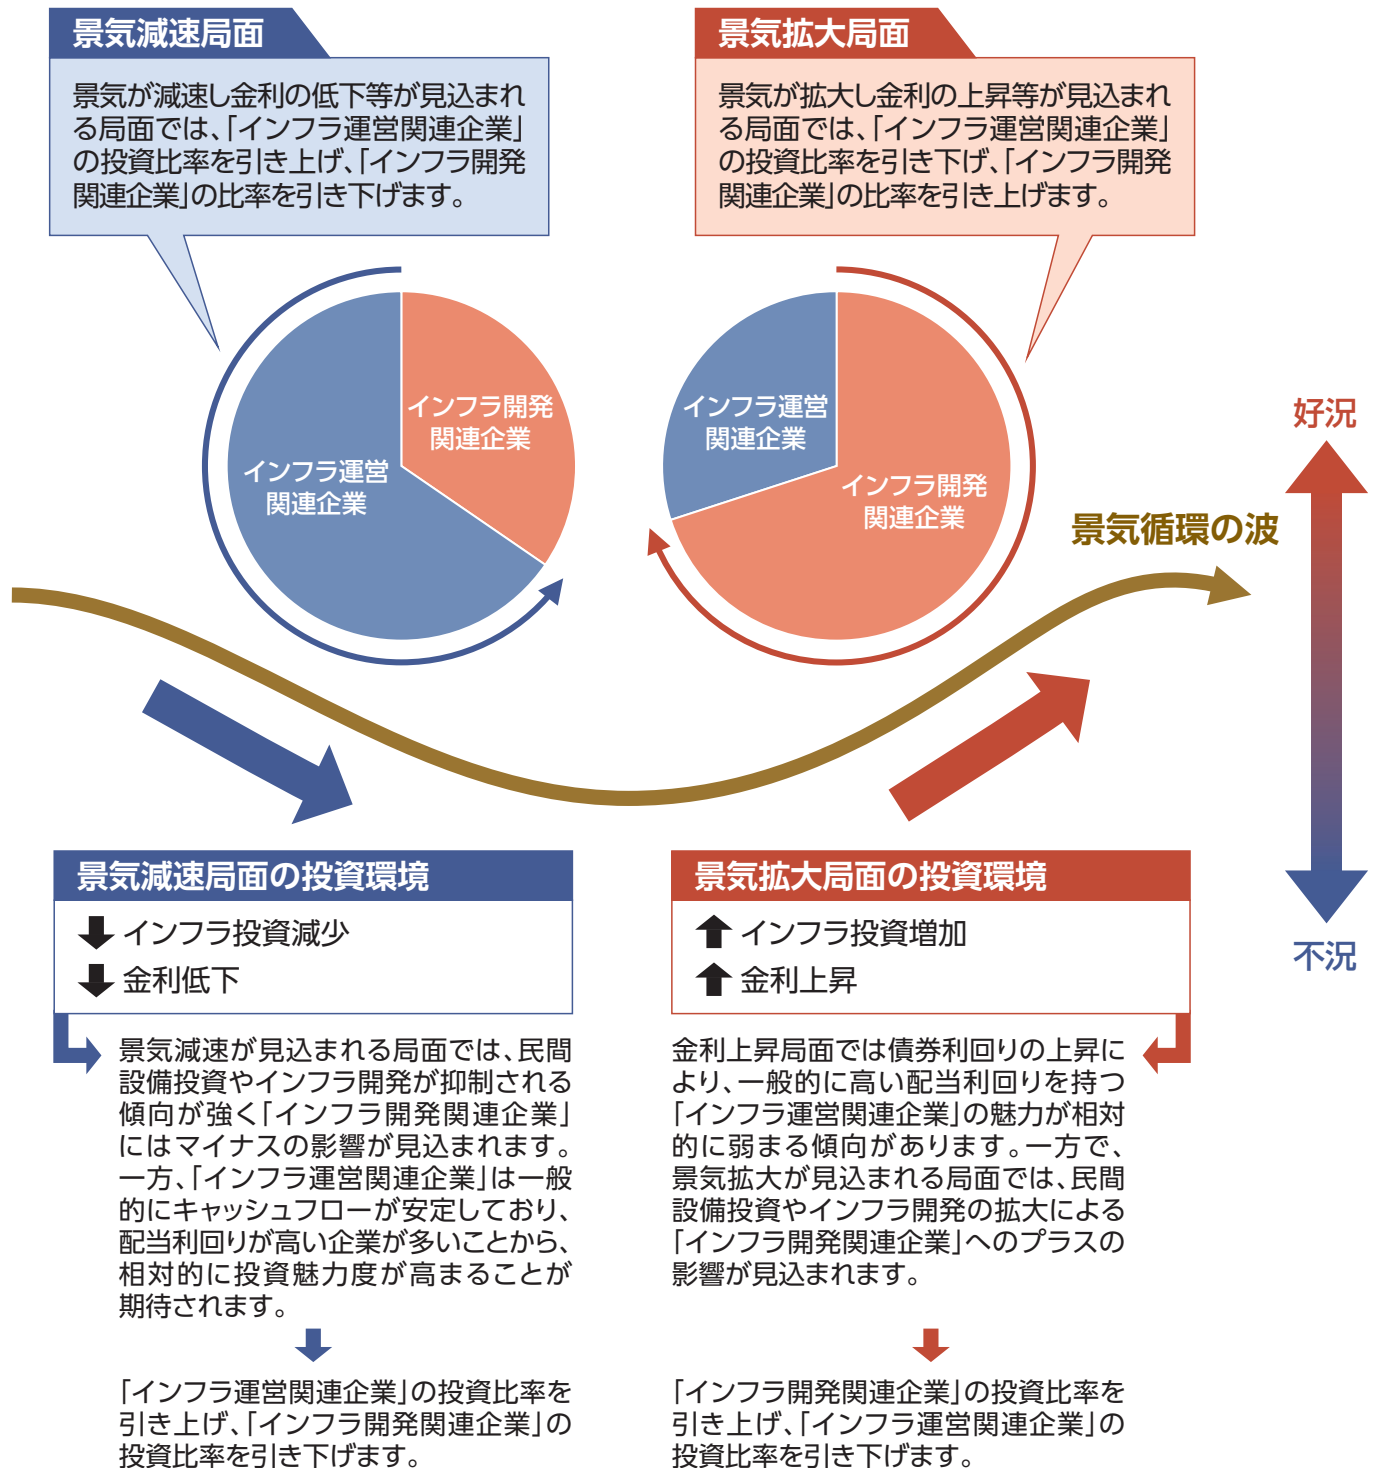 景気減速局面
景気が減速し金利の低下等が見込まれ
る局面では、「インフラ運営関連企業」
の投資比率を引き上げ、「インフラ開発
関連企業」の比率を引き下げます。
景気拡大局面
景気が拡大し金利の上昇等が見込まれ
る局面では、「インフラ運営関連企業」
の投資比率を引き下げ、「インフラ開発
関連企業」の比率を引き上げます。
インフラ開発
関連企業
インフラ運営
関連企業
インフラ運営
関連企業
インフラ開発
関連企業
好況
景気循環の波
不況
景気減速局面の投資環境
インフラ投資減少
金利低下
景気減速が見込まれる局面では、民間
設備投資やインフラ開発が抑制される
傾向が強く「インフラ開発関連企業」
にはマイナスの影響が見込まれます。
一方、「インフラ運営関連企業」は一般
的にキャッシュフローが安定しており、
配当利回りが高い企業が多いことから、
相対的に投資魅力度が高まることが
期待されます。
「インフラ運営関連企業」の投資比率を
引き上げ、「インフラ開発関連企業」の
投資比率を引き下げます。
景気拡大局面の投資環境
インフラ投資増加
金利上昇
金利上昇局面では債券利回りの上昇に
より、一般的に高い配当利回りを持つ
「インフラ運営関連企業」の魅力が相対
的に弱まる傾向があります。一方で、
景気拡大が見込まれる局面では、民間
設備投資やインフラ開発の拡大による
「インフラ開発関連企業」へのプラスの
影響が見込まれます。
「インフラ開発関連企業」の投資比率を
引き上げ、「インフラ運営関連企業」の
投資比率を引き下げます。